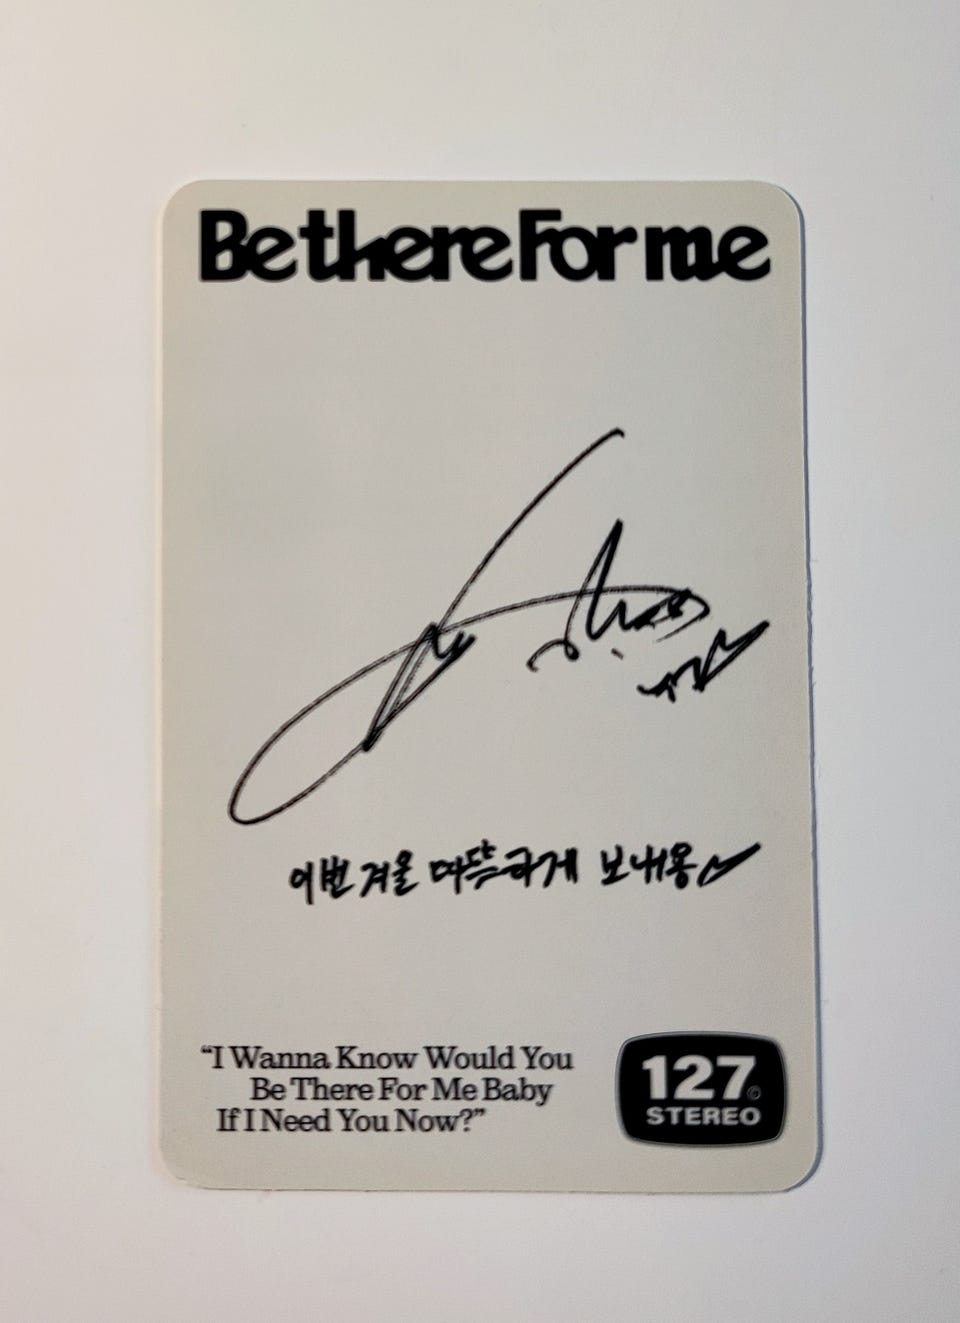 Be there For me
이번 겨울 따뜻하게 보내용
“I Wanna Know Would You
Be There For Me Baby
If I Need You Now?”
127©
STEREO